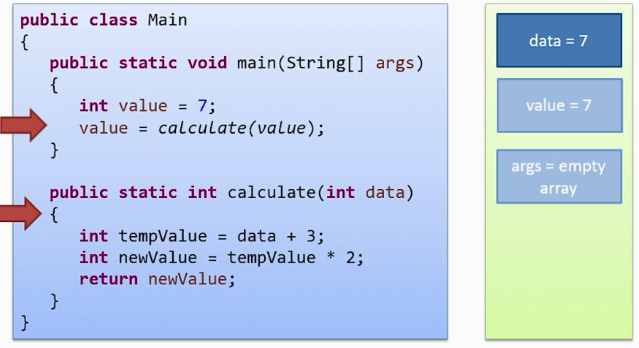 public class Main
{
public static void main(String[] args)
{
int value = 7;
value = calculate(value);
}
public static int calculate(int data)
{
int tempValue = data + 3;
int newValue = tempValue * 2;
return newValue;
}
}
data = 7
value = 7
args = empty
array